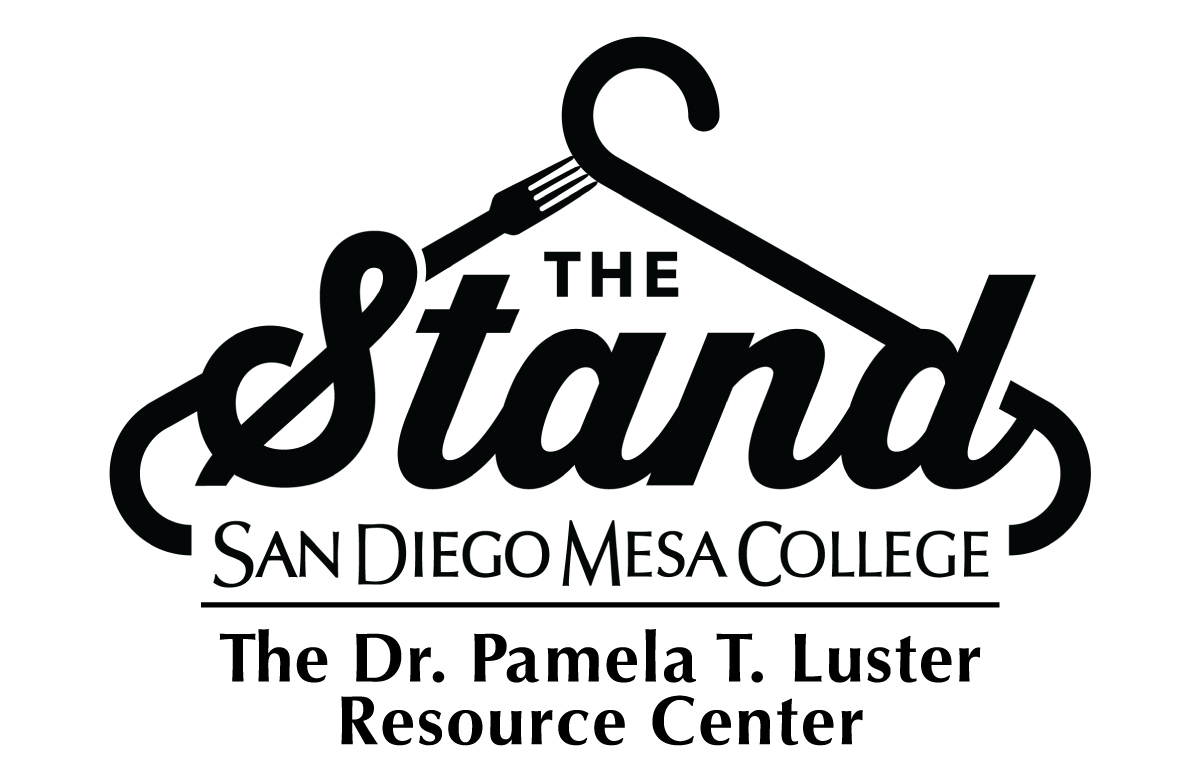 THE
Stand
SAN DIEGO MESA COLLEGE
The Dr. Pamela T. Luster
Resource Center